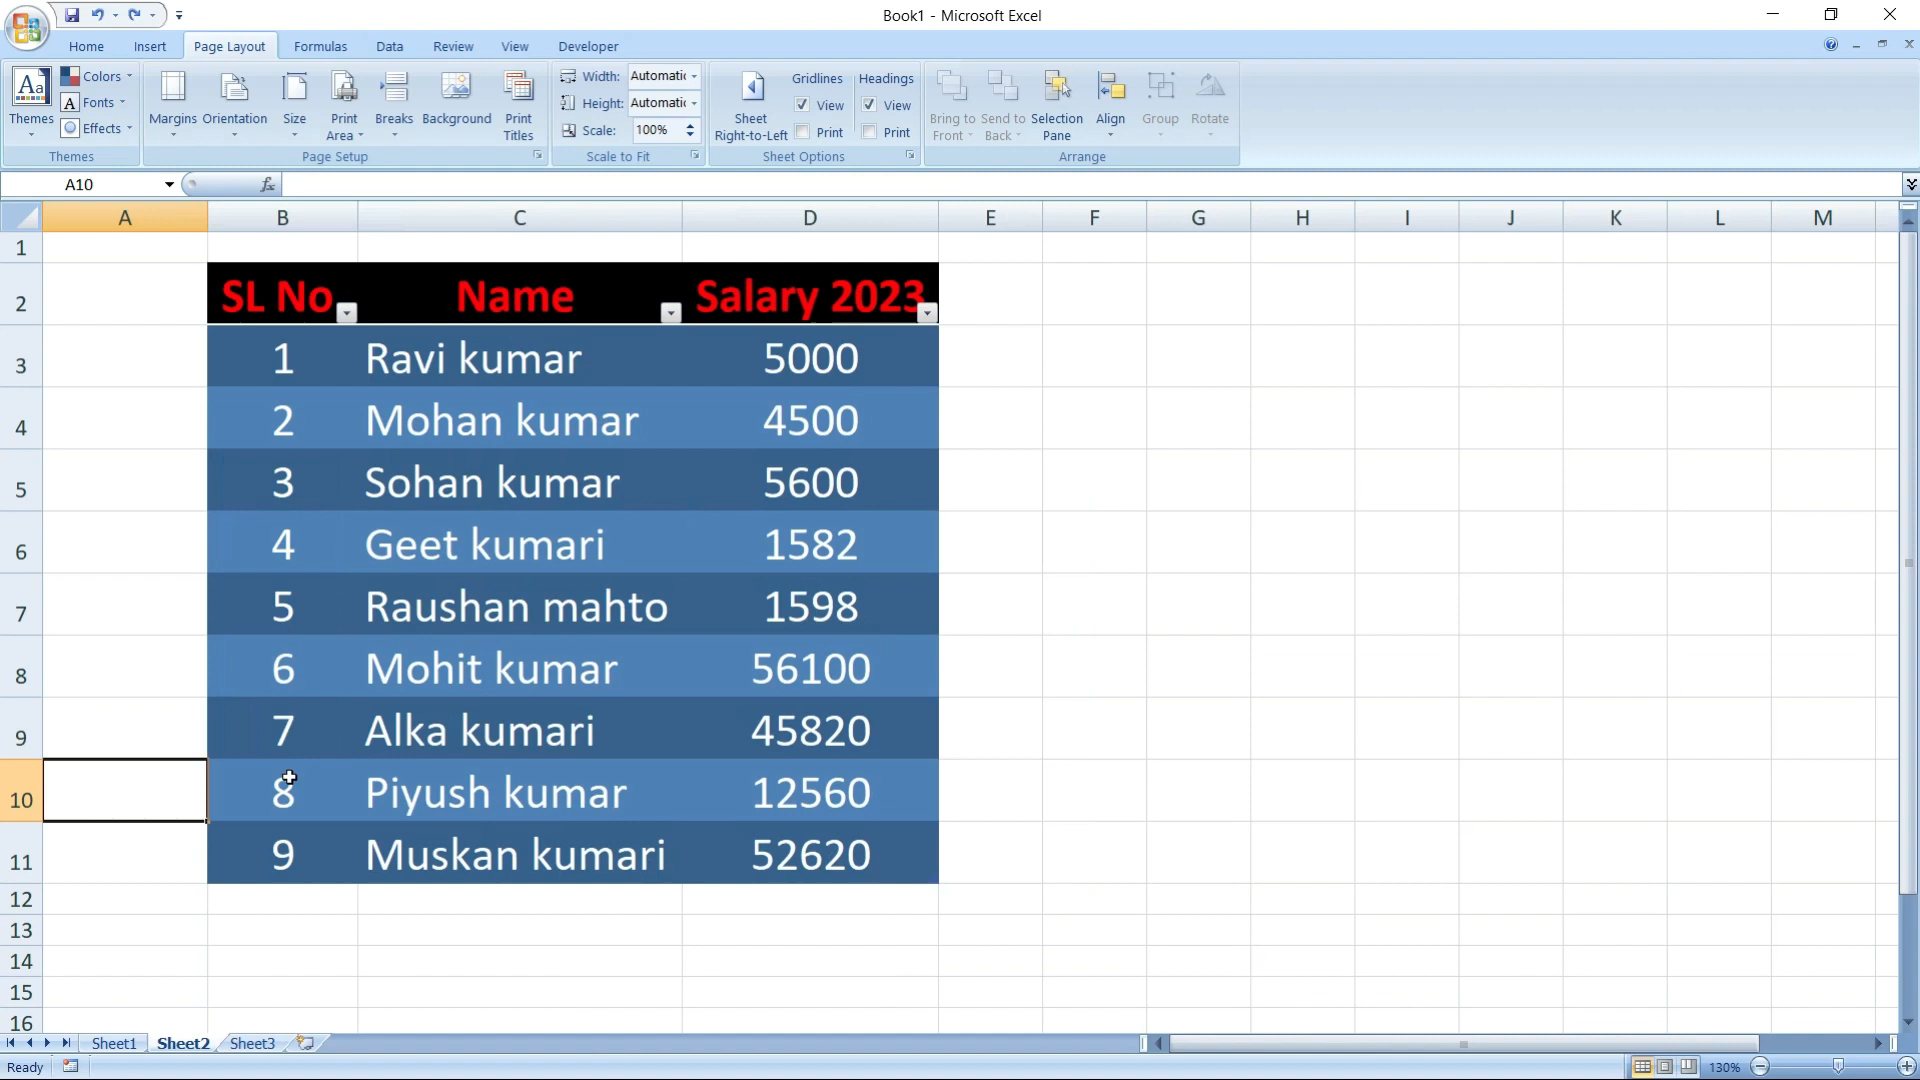 Book1 - Microsoft Excel
Home Insert Page Layout Formulas Data Review View Developer
Aa Themes
Colors
A Fonts
Effects
Themes
Margins Orientation Size Print Area Breaks Background Print Titles
Page Setup
Width: Automatic
Height: Automatic
Scale: 100%
Scale to Fit
Sheet Right-to-Left
Gridlines Headings
View View
Print Print
Sheet Options
Bring to Front Send to Back Selection Pane Align Group Rotate
Arrange
A10 fx
A B C D E F G H I J K L M
1
2 SL No Name Salary 2023
3 1 Ravi kumar 5000
4 2 Mohan kumar 4500
5 3 Sohan kumar 5600
6 4 Geet kumari 1582
7 5 Raushan mahto 1598
8 6 Mohit kumar 56100
9 7 Alka kumari 45820
10 8 Piyush kumar 12560
11 9 Muskan kumari 52620
12
13
14
15
16
Sheet1 Sheet2 Sheet3
Ready 130%